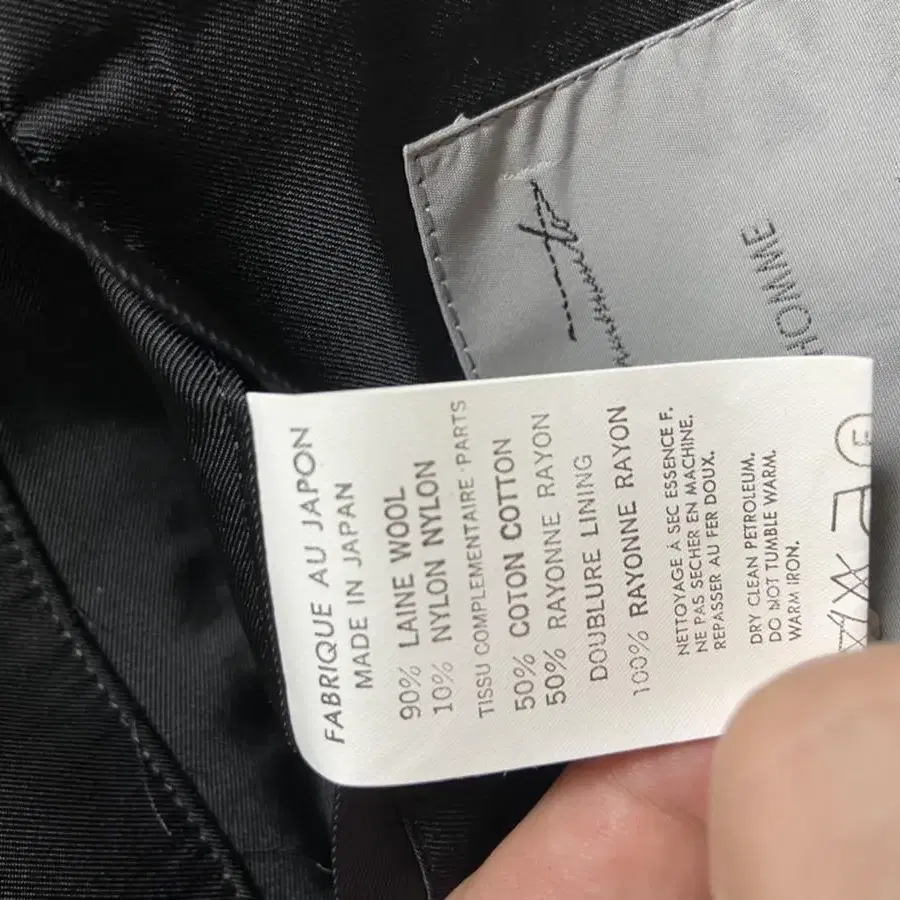 HOMME
FABRIQUE AU JAPON
MADE IN JAPAN
90% LAINE WOOL
10% NYLON NYLON
TISSU COMPLEMENTAIRE·PARTS
50% COTON COTTON
50% RAYONNE RAYON
DOUBLURE LINING
100% RAYONNE RAYON
NETTOYAGE À SEC ESSENCE F.
NE PAS SECHER EN MACHINE.
REPASSER AU FER DOUX.
DRY CLEAN PETROLEUM.
DO NOT TUMBLE WARM.
WARM IRON.